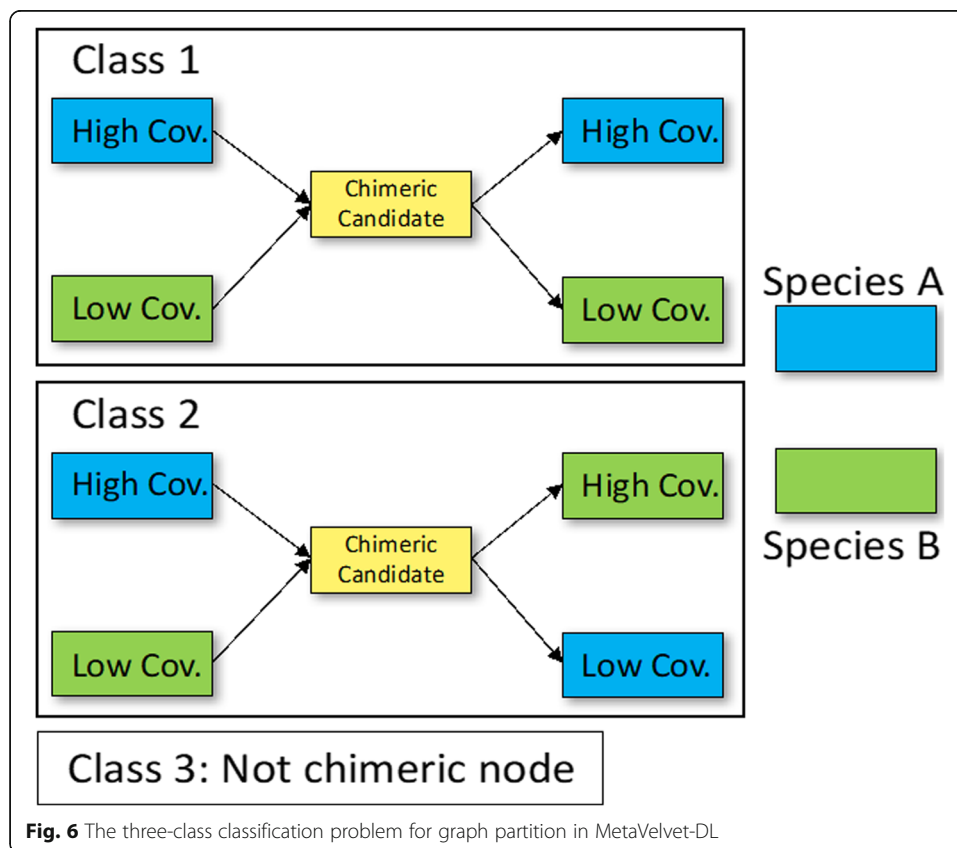 Class 1
High Cov.
High Cov.
Chimeric
Candidate
Low Cov.
Low Cov.
Species A
Class 2
High Cov.
High Cov.
Chimeric
Candidate
Species B
Low Cov.
Low Cov.
Class 3: Not chimeric node
Fig. 6 The three-class classification problem for graph partition in MetaVelvet-DL